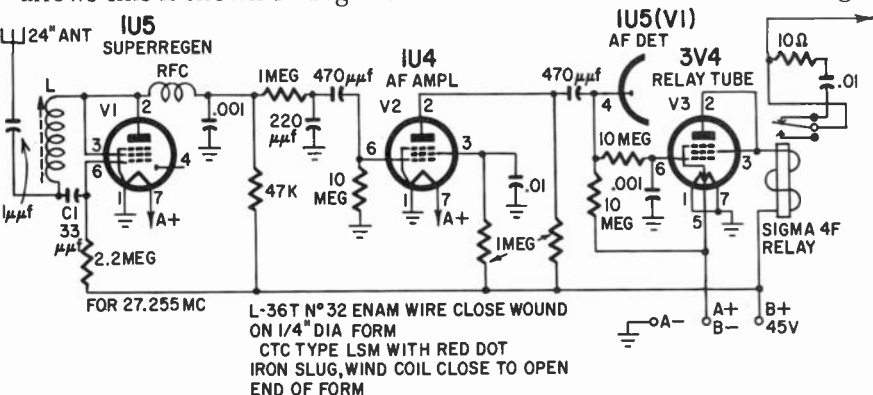 24" ANT
1U5
SUPERREGEN
RFC
L
V1
2
3
6
4
1
7
A+
.001
1μμf
C1
33
μμf
2.2MEG
FOR 27.255 MC
1MEG
220
μμf
47K
470μμf
1U4
AF AMPL
V2
2
6
3
1
7
A+
10
MEG
.01
1MEG
470μμf
1U5(V1)
AF DET
4
3V4
RELAY TUBE
V3
2
10MEG
6
3
.001
10
MEG
1
5
7
10Ω
.01
SIGMA 4F
RELAY
A-
A+
B-
B+
45V
L-36T Nº32 ENAM WIRE CLOSE WOUND
ON 1/4" DIA FORM
CTC TYPE LSM WITH RED DOT
IRON SLUG,WIND COIL CLOSE TO OPEN
END OF FORM